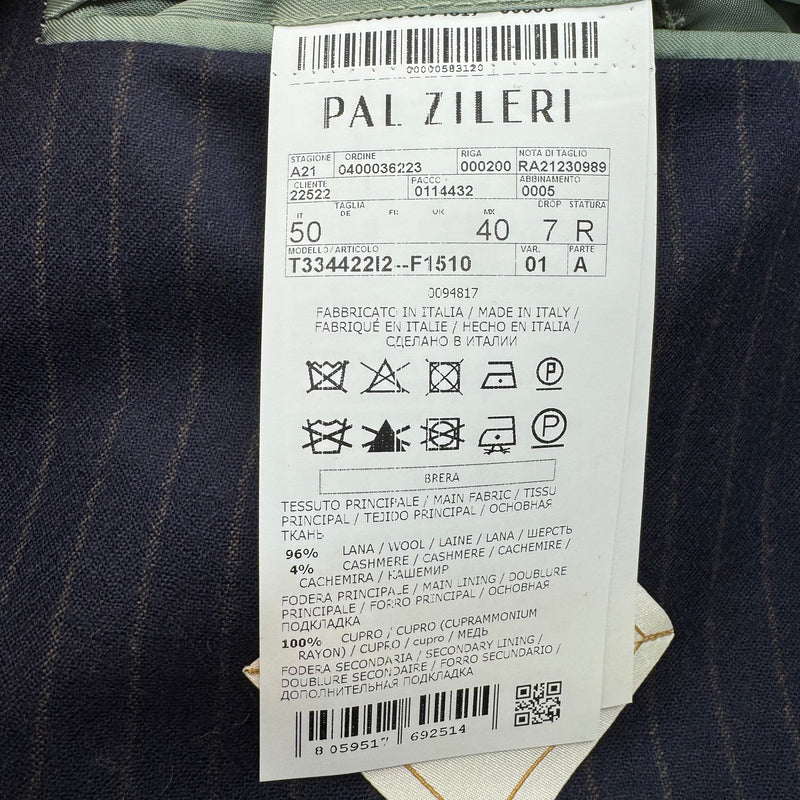 00000583120
PAL ZILERI
STAGIONE ORDINE RIGA NOTA DI TAGLIO
A21 0400036223 000200 RA21230989
CLIENTE PACCO ABBINAMENTO
22522 0114432 0005
TAGLIA DROP STATURA
IT DE FR UK MX
50 40 7 R
MODELLO/ARTICOLO VAR. PARTE
T33442212--F1510 01 A
0094817
FABBRICATO IN ITALIA / MADE IN ITALY /
FABRIQUÉ EN ITALIE / HECHO EN ITALIA /
СДЕЛАНО В ИТАЛИИ
P
P
BRERA
TESSUTO PRINCIPALE / MAIN FABRIC / TISSU
PRINCIPAL / TEJIDO PRINCIPAL / ОСНОВНАЯ
ТКАНЬ
96% LANA / WOOL / LAINE / LANA / ШЕРСТЬ
4% CASHMERE / CASHMERE / CACHEMIRE /
CACHEMIRA / КАШЕМИР
FODERA PRINCIPALE / MAIN LINING / DOUBLURE
PRINCIPALE / FORRO PRINCIPAL / ОСНОВНАЯ
ПОДКЛАДКА
100% CUPRO / CUPRO (CUPRAMMONIUM
RAYON) / CUPRO / cupro / МЕДЬ
FODERA SECONDARIA / SECONDARY LINING /
DOUBLURE SECONDAIRE / FORRO SECUNDARIO /
ДОПОЛНИТЕЛЬНАЯ ПОДКЛАДКА
8 059517 692514